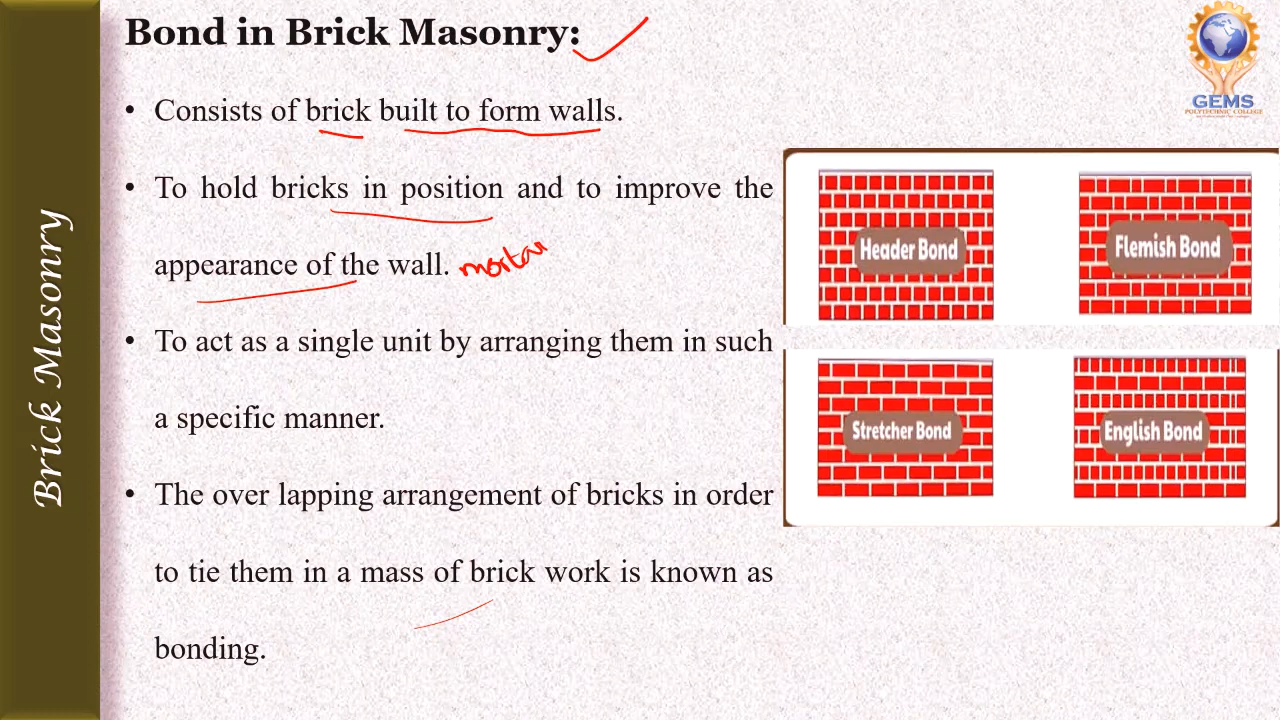 Bond in Brick Masonry:
• Consists of brick built to form walls.
• To hold bricks in position and to improve the
appearance of the wall. mortar
• To act as a single unit by arranging them in such
a specific manner.
• The over lapping arrangement of bricks in order
to tie them in a mass of brick work is known as
bonding.
Brick Masonry
GEMS
POLYTECHNIC COLLEGE
Header Bond
Flemish Bond
Stretcher Bond
English Bond